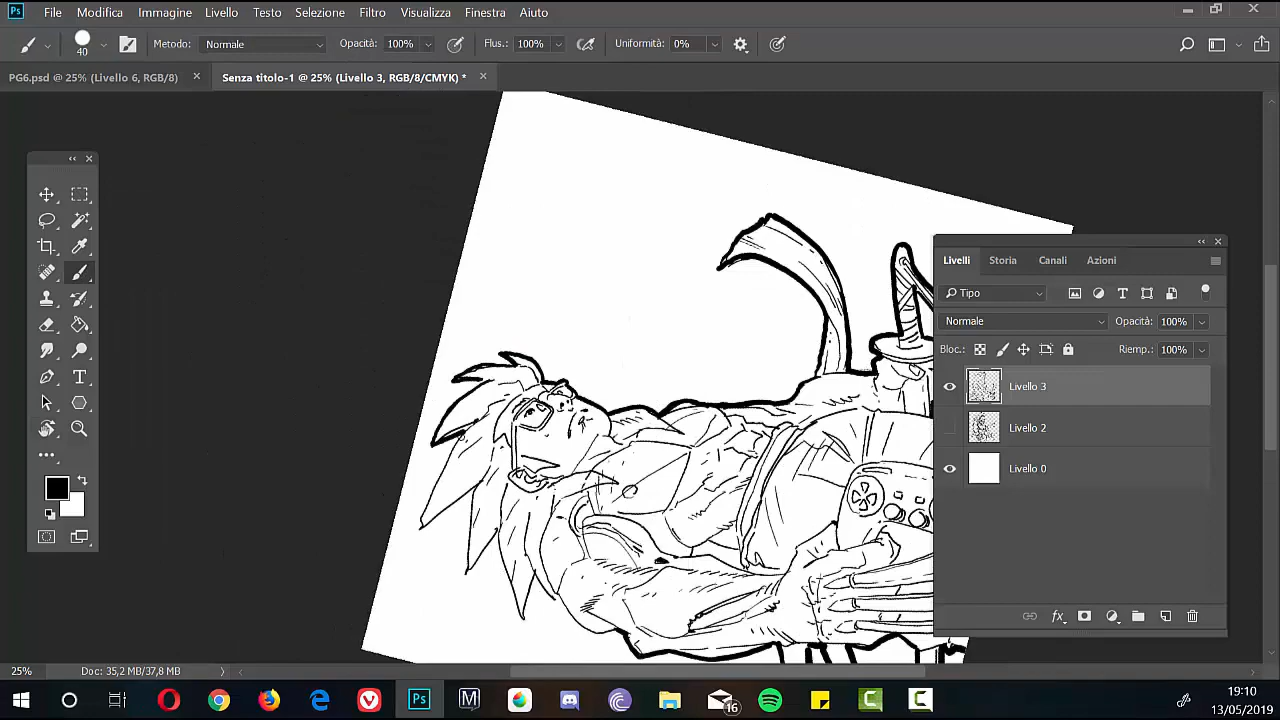 Ps File Modifica Immagine Livello Testo Selezione Filtro Visualizza Finestra Aiuto
40 Metodo: Normale Opacità: 100% Flus.: 100% Uniformità: 0%
PG6.psd @ 25% (Livello 6, RGB/8) × Senza titolo-1 @ 25% (Livello 3, RGB/8/CMYK) * ×
Livelli Storia Canali Azioni
Tipo
Normale Opacità: 100%
Bloc.: Riemp.: 100%
Livello 3
Livello 2
Livello 0
fx
25% Doc: 35,2 MB/37,8 MB
Ps M 16
19:10
13/05/2019